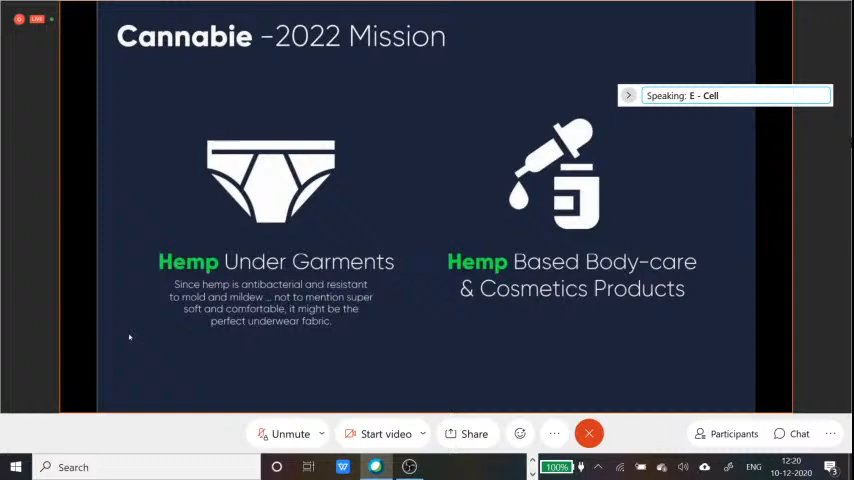 LIVE
Cannabie -2022 Mission
Speaking: E - Cell
Hemp Under Garments
Since hemp is antibacterial and resistant
to mold and mildew ... not to mention super
soft and comfortable, it might be the
perfect underwear fabric.
Hemp Based Body-care
& Cosmetics Products
Unmute
Start video
Share
Participants
Chat
Search
100%
ENG
12:20
10-12-2020
3